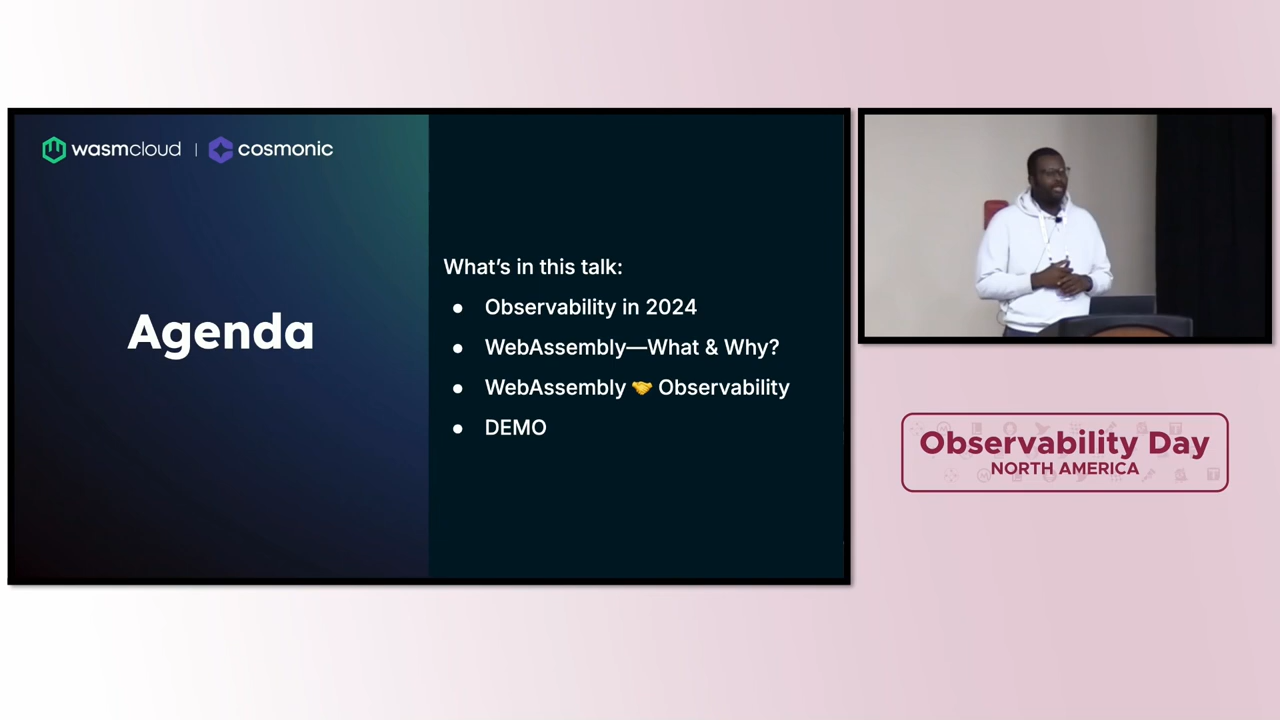 wasmcloud | cosmonic
Agenda
What's in this talk:
● Observability in 2024
● WebAssembly—What & Why?
● WebAssembly 🤝 Observability
● DEMO
Observability Day
NORTH AMERICA